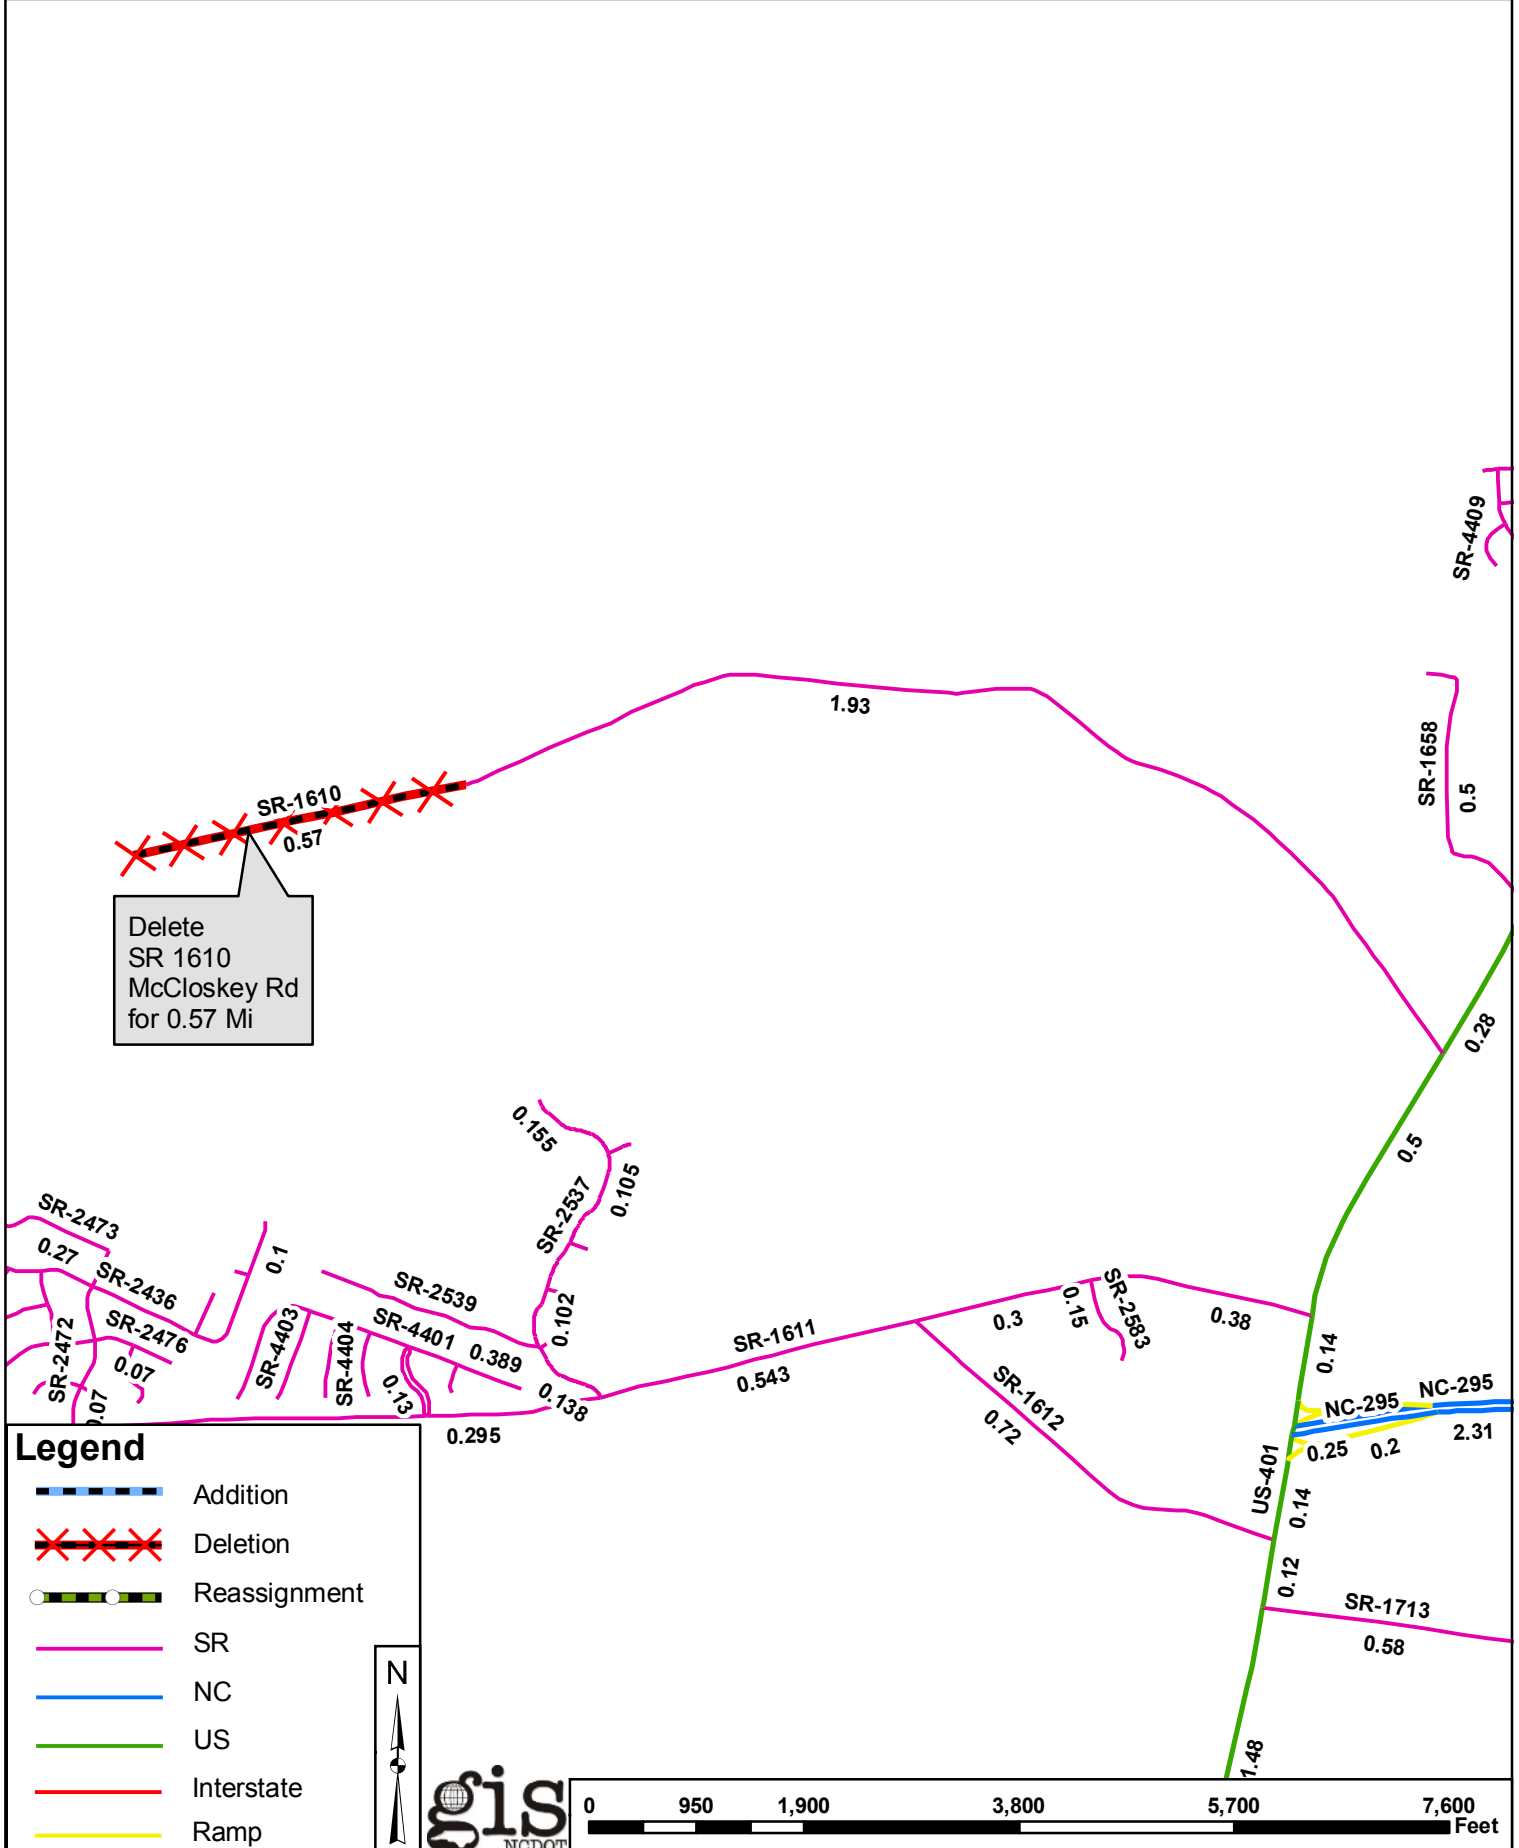 SR-4409
1.93
SR-1658
0.5
SR-1610
0.57
Delete
SR 1610
McCloskey Rd
for 0.57 Mi
0.28
0.5
0.155
0.105
SR-2537
0.102
SR-2473
0.27
SR-2436
0.1
SR-2476
SR-2472
0.07
0.07
SR-2539
SR-4403
SR-4404
SR-4401
0.389
0.13
0.138
0.295
SR-1611
0.543
0.3
0.15
SR-2583
0.38
0.14
SR-1612
0.72
NC-295
NC-295
2.31
0.25
0.2
US-401
0.14
0.12
SR-1713
0.58
1.48
Legend
Addition
Deletion
Reassignment
SR
NC
US
Interstate
Ramp
N
gis
NCDOT
0 950 1,900 3,800 5,700 7,600
Feet